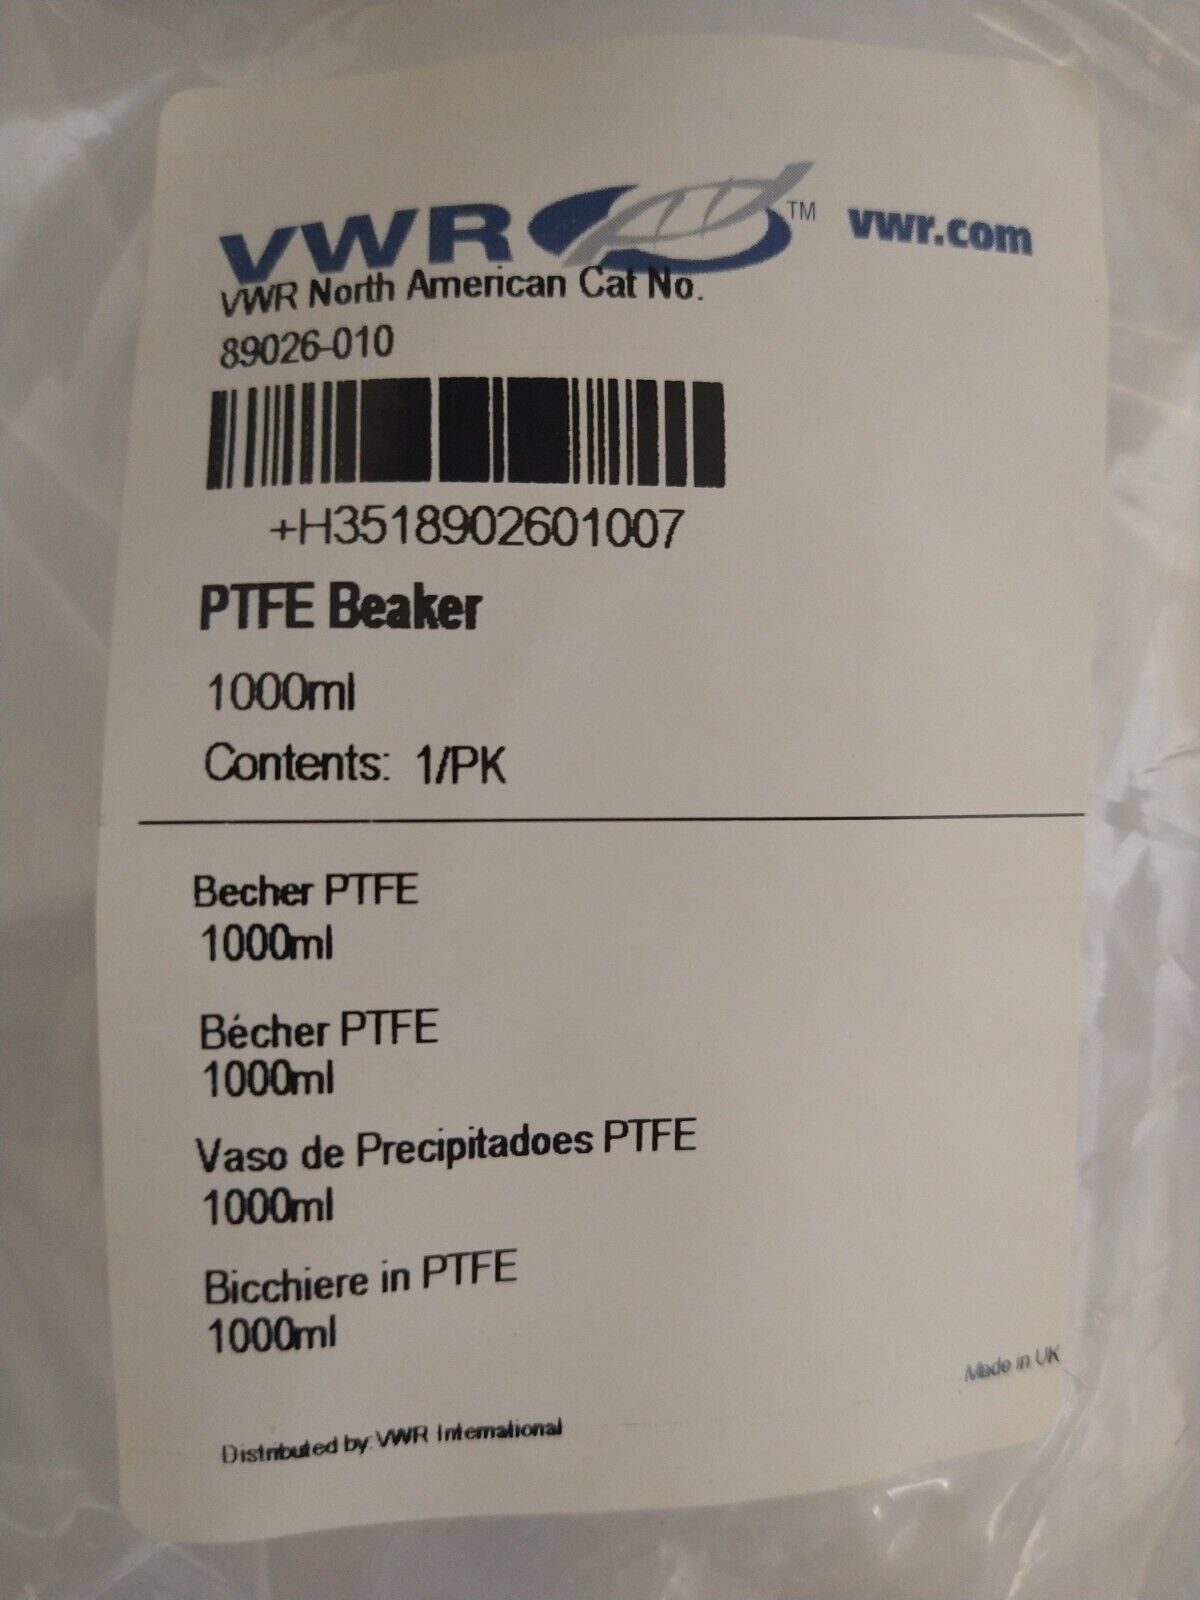 VWR TM vwr.com
VWR North American Cat No.
89026-010
+H3518902601007
PTFE Beaker
1000ml
Contents: 1/PK
Becher PTFE
1000ml
Bécher PTFE
1000ml
Vaso de Precipitadoes PTFE
1000ml
Bicchiere in PTFE
1000ml
Made in UK
Distributed by: VWR International